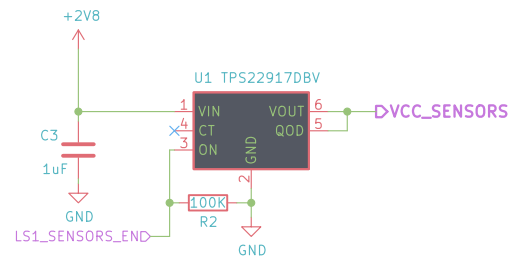 +2V8
U1 TPS22917DBV
1 VIN VOUT 6
4 CT QOD 5
3 ON GND
2
C3
1uF
GND
100K
R2
LS1_SENSORS_EN
GND
VCC_SENSORS